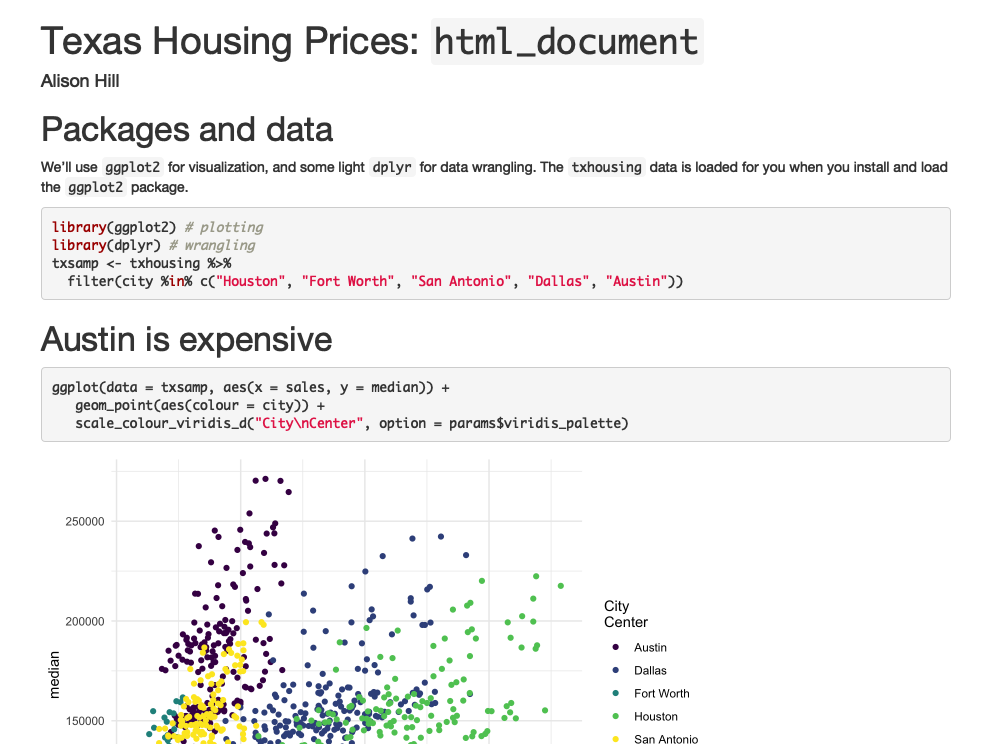 Texas Housing Prices: html_document
Alison Hill
Packages and data
We'll use ggplot2 for visualization, and some light dplyr for data wrangling. The txhousing data is loaded for you when you install and load
the ggplot2 package.
library(ggplot2) # plotting
library(dplyr) # wrangling
txsamp <- txhousing %>%
  filter(city %in% c("Houston", "Fort Worth", "San Antonio", "Dallas", "Austin"))
Austin is expensive
ggplot(data = txsamp, aes(x = sales, y = median)) +
   geom_point(aes(colour = city)) +
   scale_colour_viridis_d("City\nCenter", option = params$viridis_palette)
250000
200000
150000
median
City
Center
Austin
Dallas
Fort Worth
Houston
San Antonio